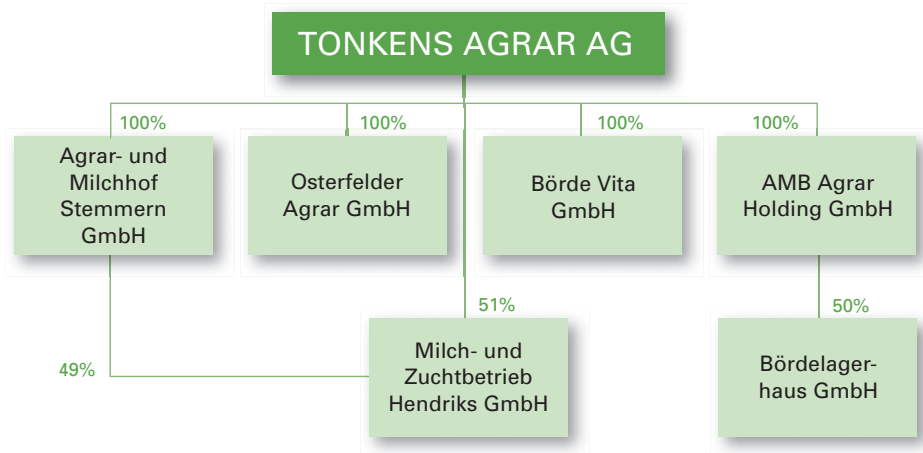 TONKENS AGRAR AG
100%
100%
100%
100%
Agrar- und
Milchhof
Stemmern
GmbH
Osterfelder
Agrar GmbH
Börde Vita
GmbH
AMB Agrar
Holding GmbH
49%
51%
50%
Milch- und
Zuchtbetrieb
Hendriks GmbH
Bördelager-
haus GmbH